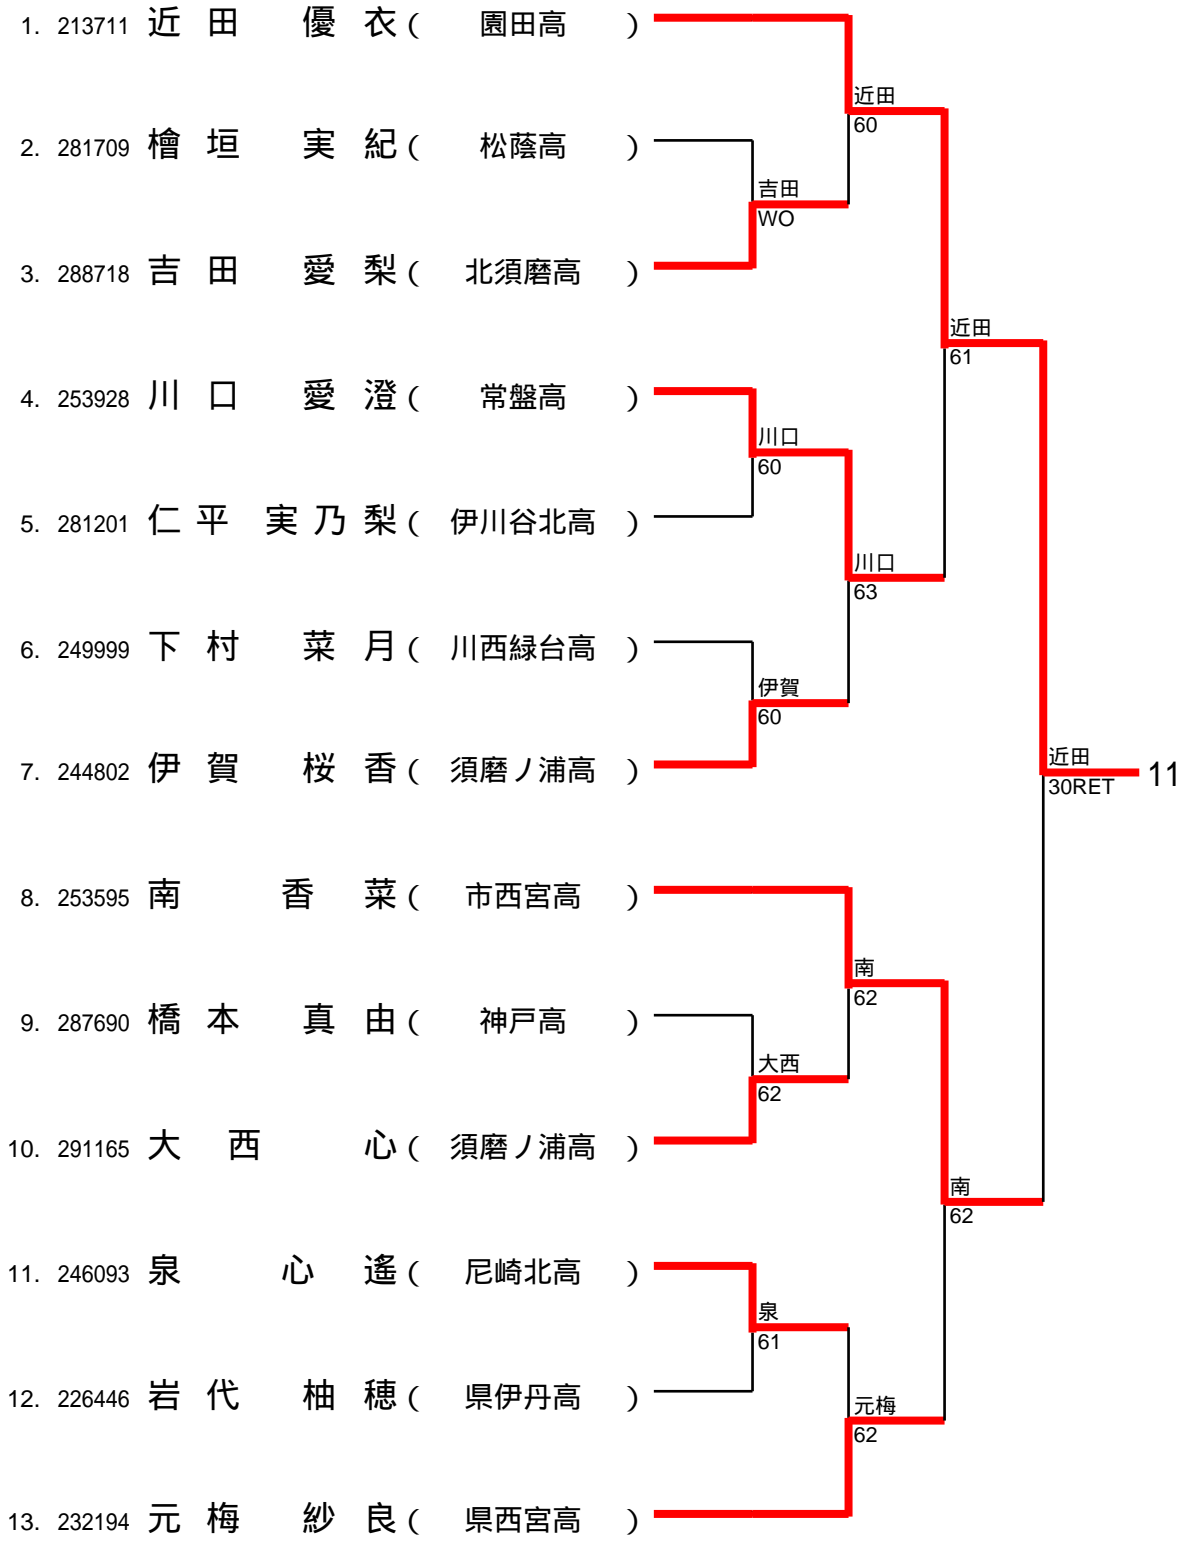 1. 213711 近田 優衣( 園田高 )
近田
60
2. 281709 檜垣 実紀( 松蔭高 )
吉田
WO
3. 288718 吉田 愛梨( 北須磨高 )
近田
61
4. 253928 川口 愛澄( 常盤高 )
川口
60
5. 281201 仁平 実乃梨( 伊川谷北高 )
川口
63
6. 249999 下村 菜月( 川西緑台高 )
伊賀
60
7. 244802 伊賀 桜香( 須磨ノ浦高 )
近田
30RET
11
8. 253595 南 香菜( 市西宮高 )
南
62
9. 287690 橋本 真由( 神戸高 )
大西
62
10. 291165 大西 心( 須磨ノ浦高 )
南
62
11. 246093 泉 心遙( 尼崎北高 )
泉
61
12. 226446 岩代 柚穂( 県伊丹高 )
元梅
62
13. 232194 元梅 紗良( 県西宮高 )